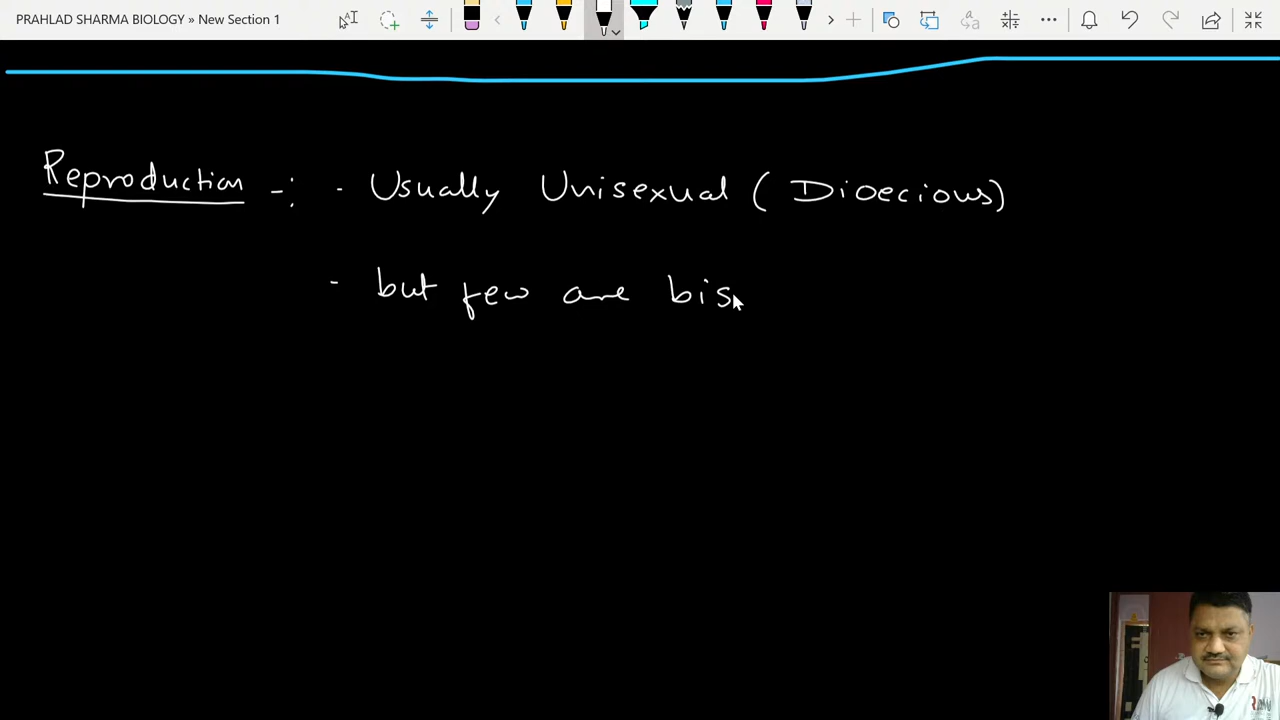 PRAHLAD SHARMA BIOLOGY » New Section 1
Reproduction -: · Usually Unisexual ( Dioecious)
- but few are bis